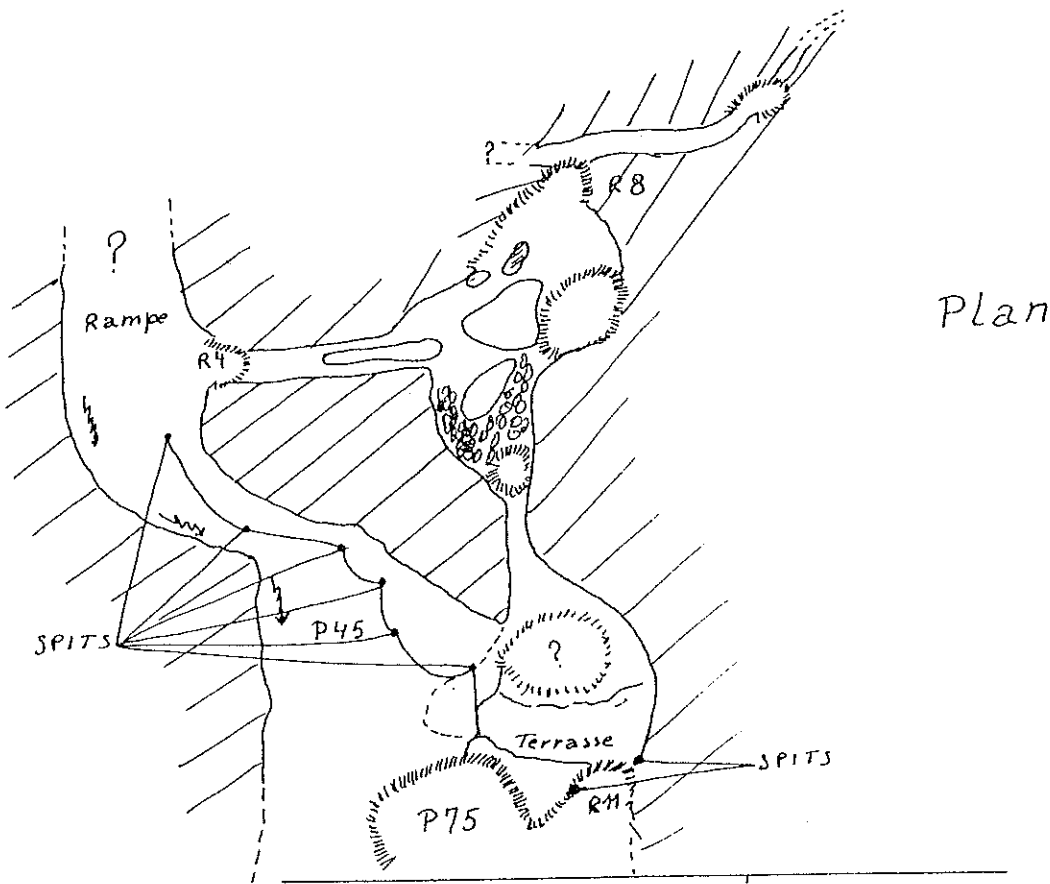 ?
R8
?
Rampe
Plan
R4
SPITS
P45
?
Terrasse
SPITS
R11
P75